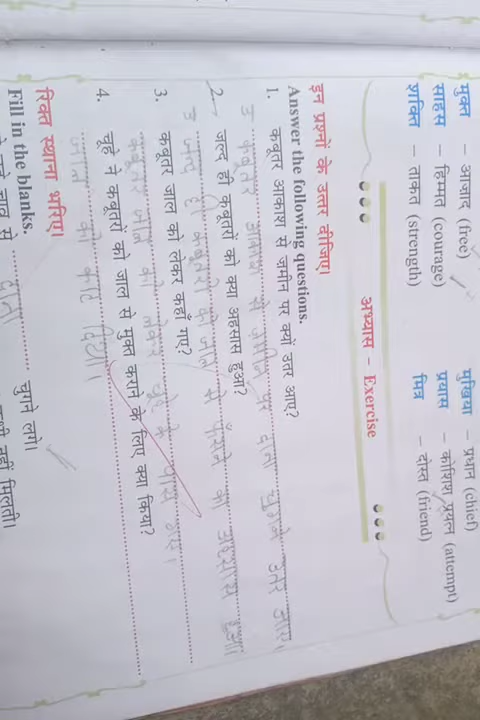 मुक्त – आजाद (free)
मुखिया – प्रधान (chief)
साहस – हिम्मत (courage)
प्रयास – कोशिश प्रयत्न (attempt)
शक्ति – ताकत (strength)
मित्र – दोस्त (friend)
अभ्यास – Exercise
इन प्रश्नों के उत्तर दीजिए।
Answer the following questions.
1. कबूतर आकाश से जमीन पर क्यों उतर आए?
उ कबूतर आकाश से जमीन पर दाना चुगने उतर आए।
2. जल्द ही कबूतरों को क्या अहसास हुआ?
उ जल्द ही कबूतरों को जाल में फँसने का अहसास हुआ।
3. कबूतर जाल को लेकर कहाँ गए?
कबूतर जाल को लेकर चूहे के पास गए।
4. चूहे ने कबूतरों को जाल से मुक्त कराने के लिए क्या किया?
जाल को काट दिया।
रिक्त स्थान भरिए।
Fill in the blanks.
दाना चुगने लगे।
नहीं मिलती।